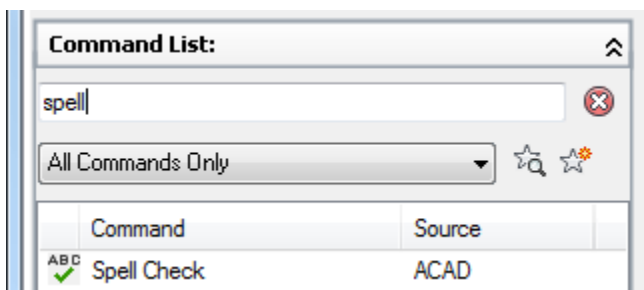 Command List:
spell
All Commands Only
Command Source
ABC Spell Check ACAD